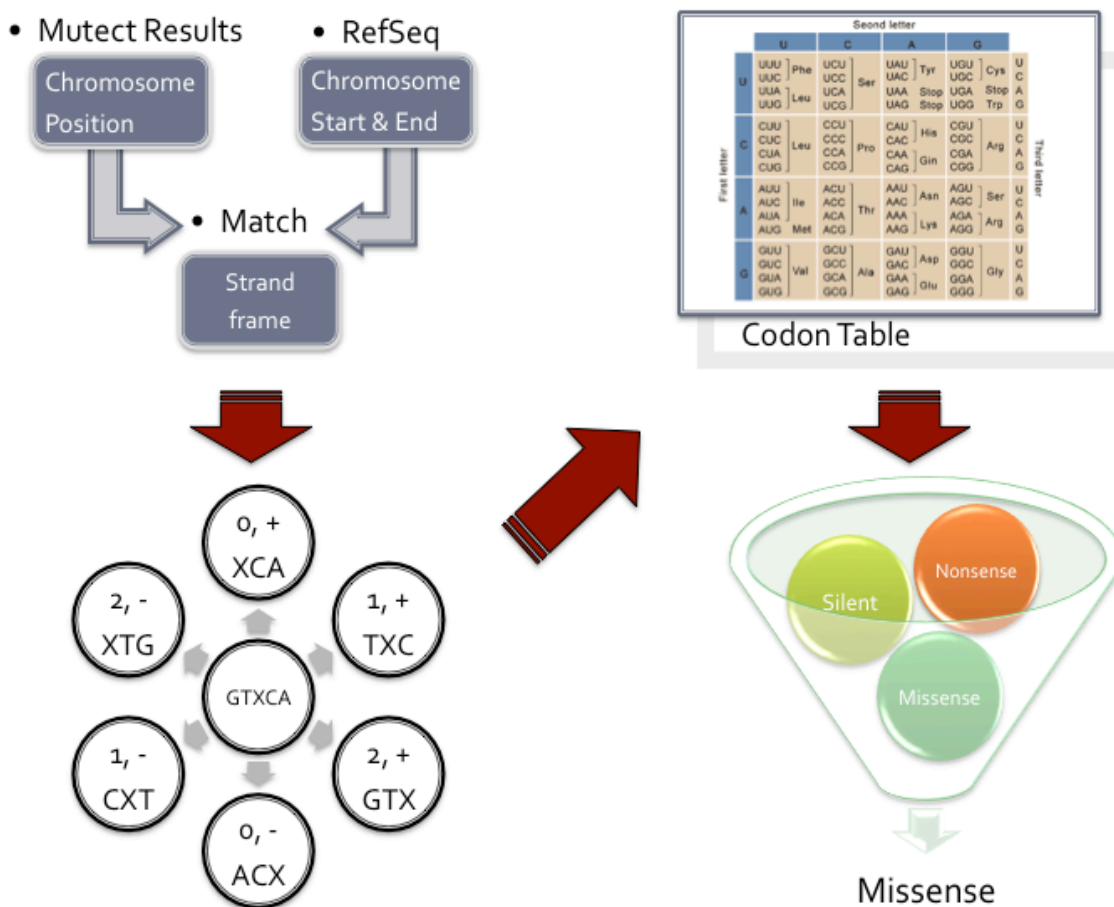 • Mutect Results
• RefSeq
Chromosome
Position
Chromosome
Start & End
• Match
Strand
frame
Seond letter
U C A G
First letter
Third letter
U
UUU
UUC
Phe
UUA
UUG
Leu
UCU
UCC
UCA
UCG
Ser
UAU
UAC
Tyr
UAA Stop
UAG Stop
UGU
UGC
Cys
UGA Stop
UGG Trp
U
C
A
G
C
CUU
CUC
CUA
CUG
Leu
CCU
CCC
CCA
CCG
Pro
CAU
CAC
His
CAA
CAG
Gin
CGU
CGC
CGA
CGG
Arg
U
C
A
G
A
AUU
AUC
AUA
Ile
AUG Met
ACU
ACC
ACA
ACG
Thr
AAU
AAC
Asn
AAA
AAG
Lys
AGU
AGC
Ser
AGA
AGG
Arg
U
C
A
G
G
GUU
GUC
GUA
GUG
Val
GCU
GCC
GCA
GCG
Ala
GAU
GAC
Asp
GAA
GAG
Glu
GGU
GGC
GGA
GGG
Gly
U
C
A
G
Codon Table
0, +
XCA
1, +
TXC
2, +
GTX
0, -
ACX
1, -
CXT
2, -
XTG
GTXCA
Silent
Nonsense
Missense
Missense